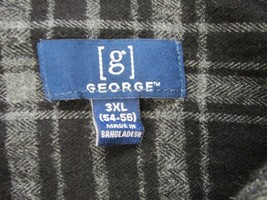 [g]
GEORGE™
3XL
(54-56)
MADE IN
BANGLADESH